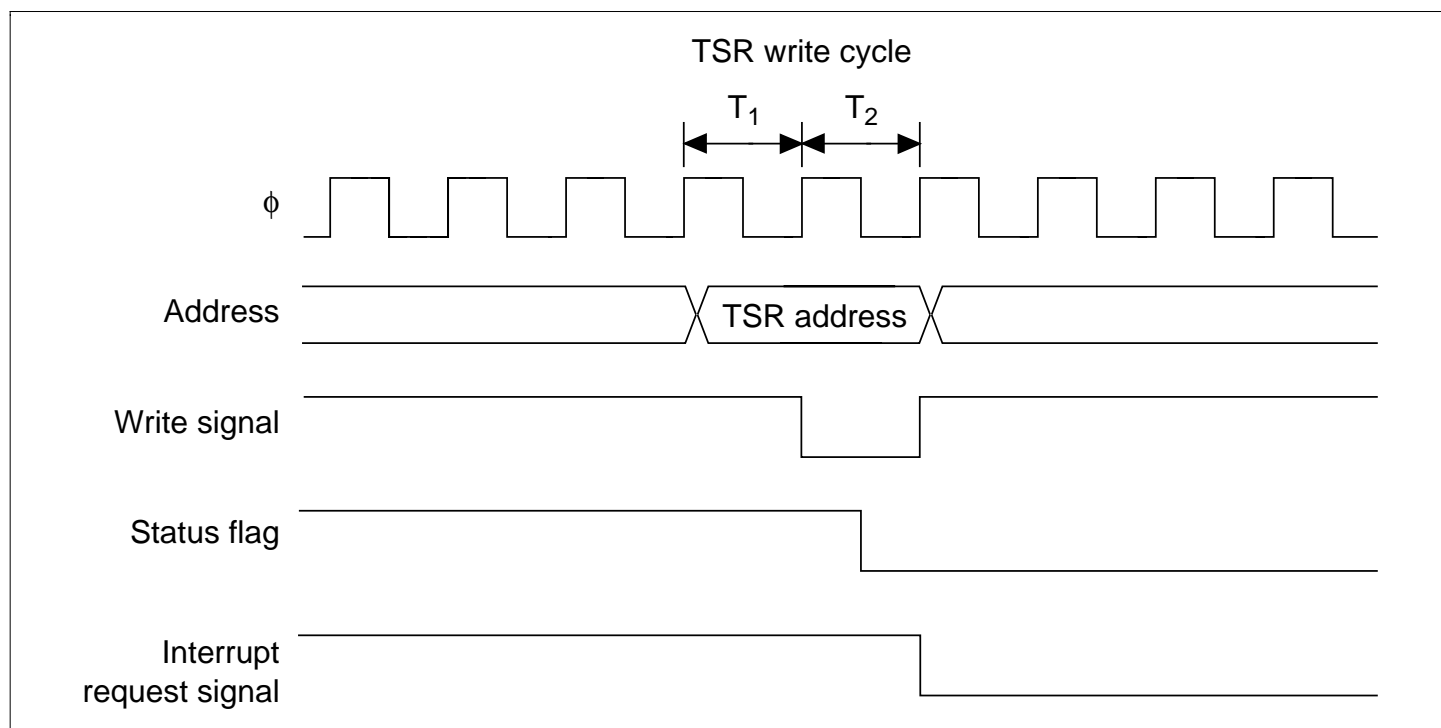 TSR write cycle
T1 T2
ϕ
Address
TSR address
Write signal
Status flag
Interrupt
request signal